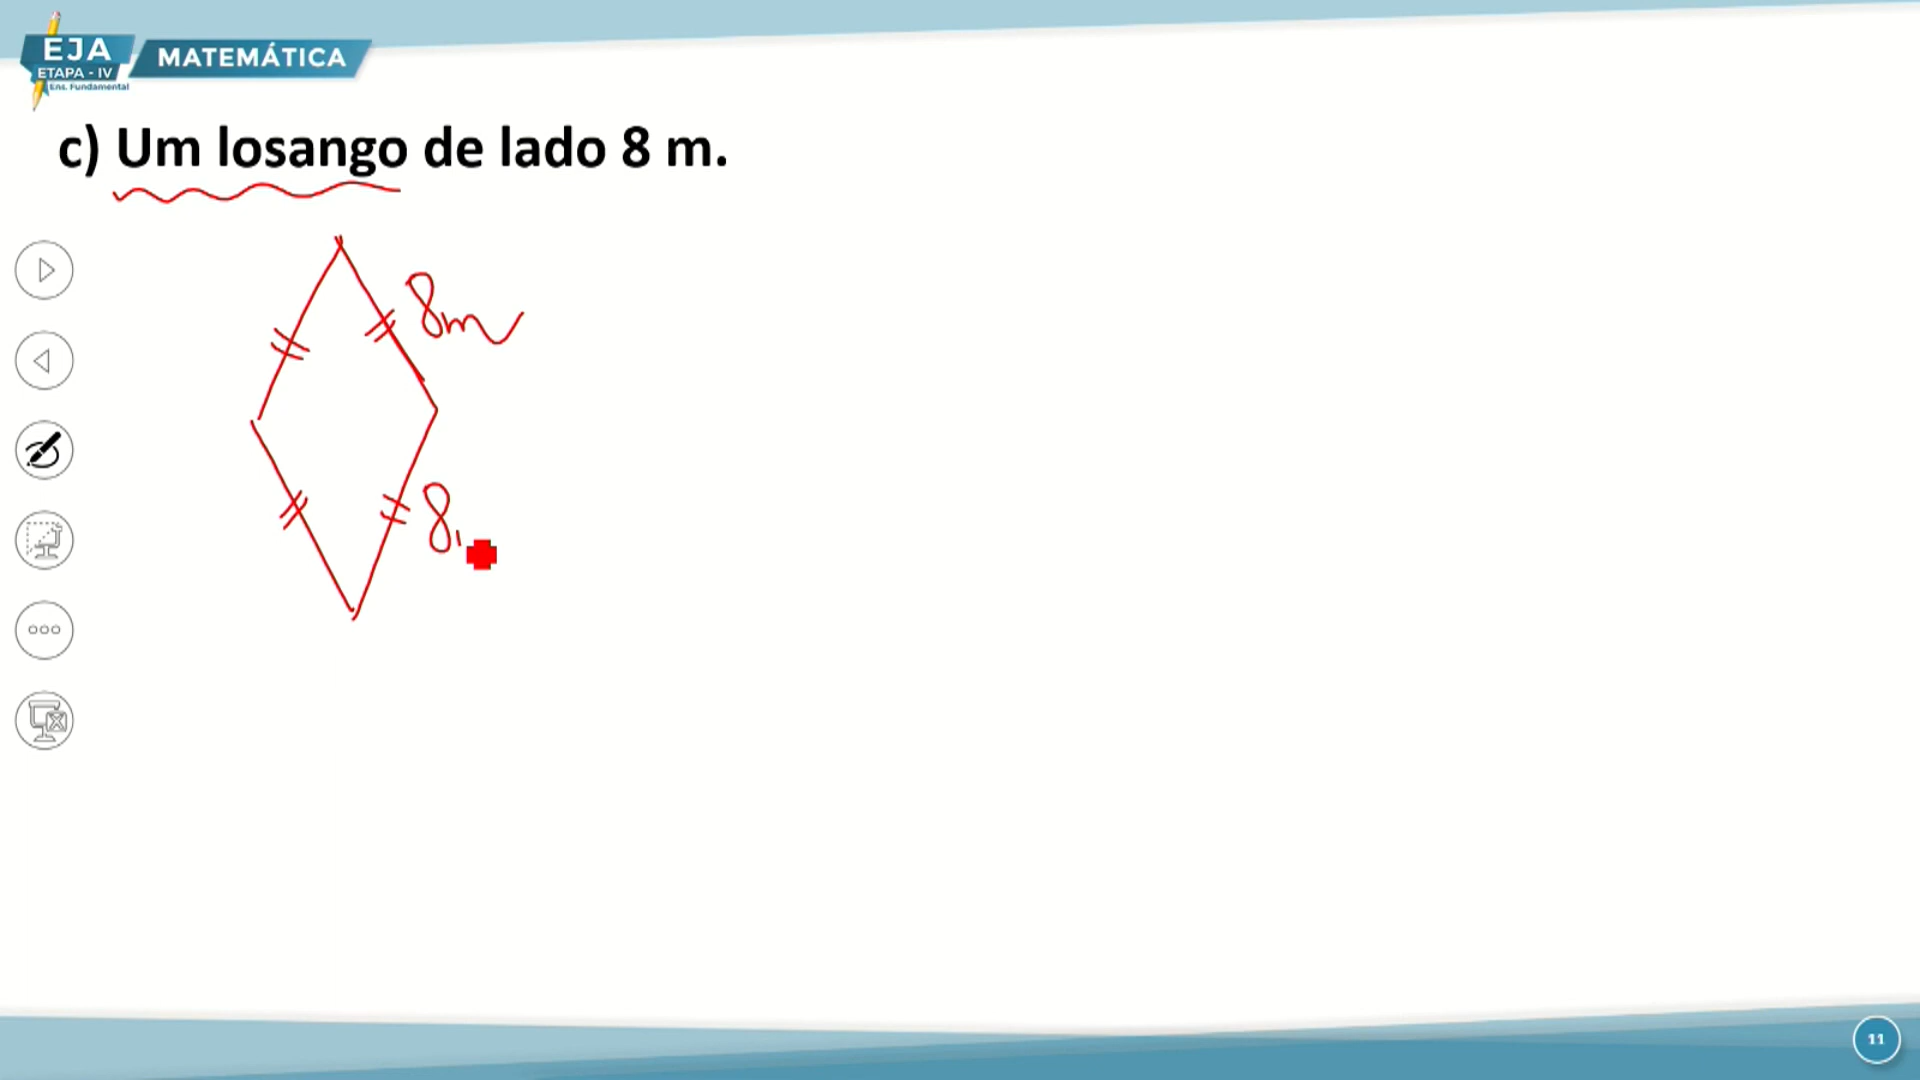 EJA
ETAPA - IV
Ens. Fundamental
MATEMÁTICA
c) Um losango de lado 8 m.
8m
8
11